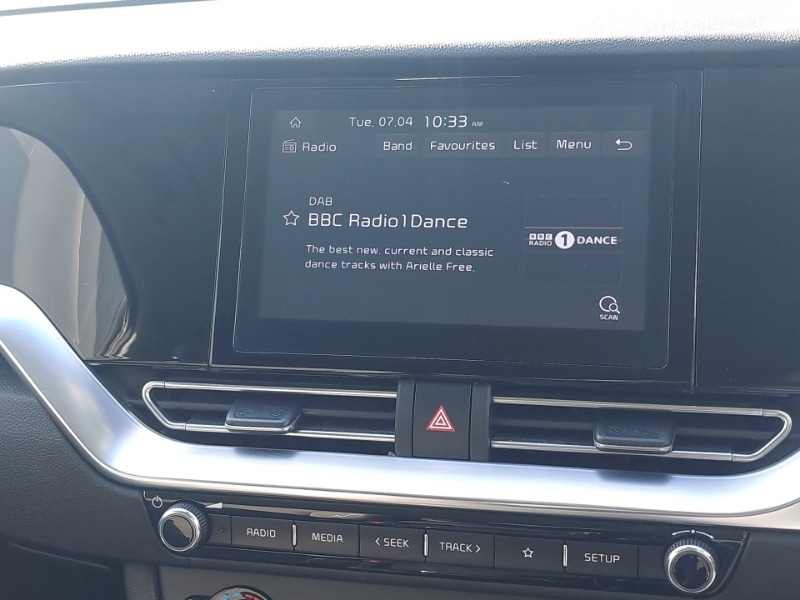 Tue, 07.04 10:33 AM
Radio Band Favourites List Menu
DAB
BBC Radio1Dance
The best new, current and classic
dance tracks with Arielle Free.
BBC RADIO 1 DANCE
SCAN
RADIO MEDIA < SEEK TRACK > SETUP